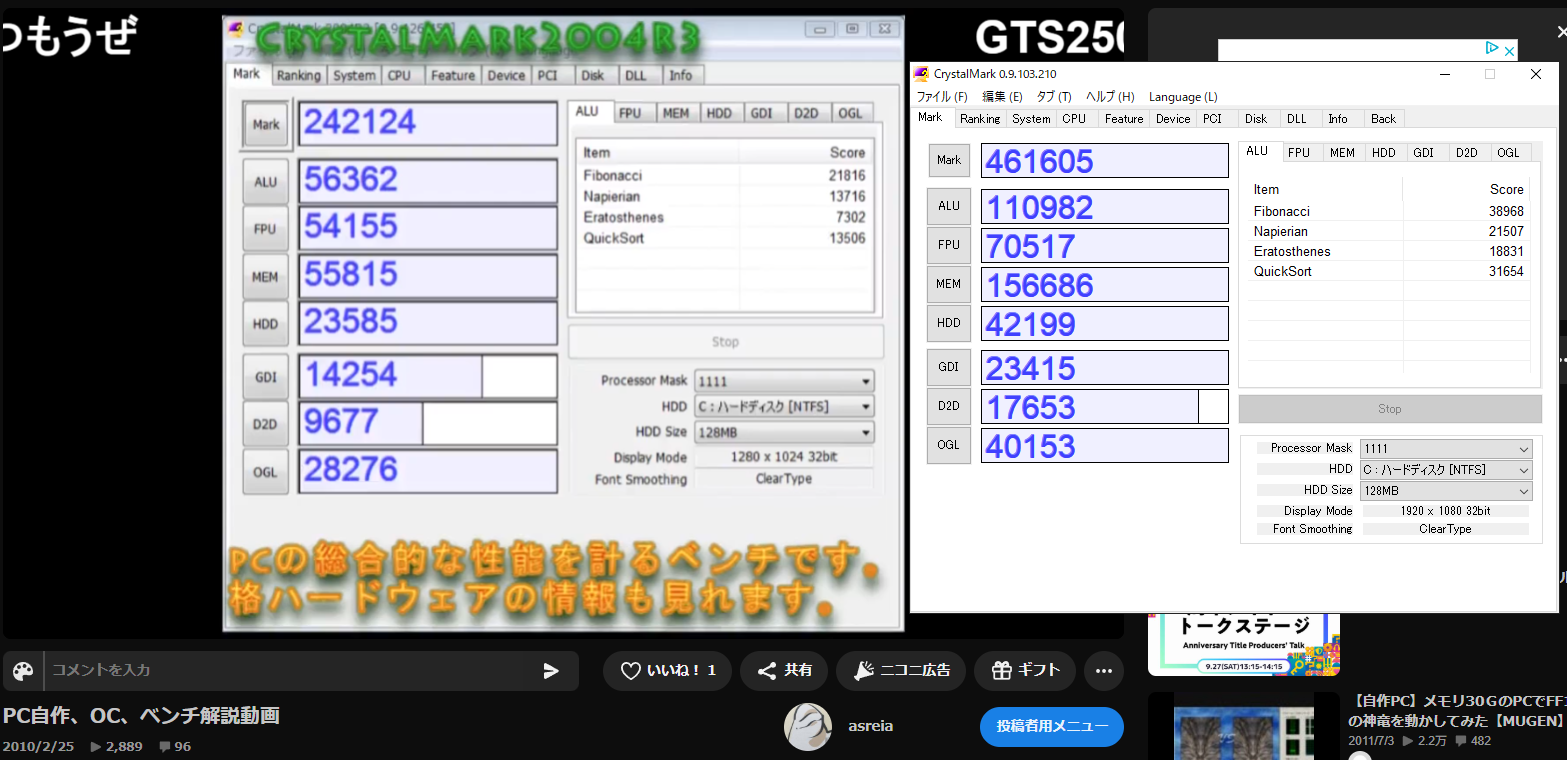 つもうぜ
GTS250
CrystalMark2004R3
Mark Ranking System CPU Feature Device PCI Disk DLL Info
Mark 242124
ALU 56362
FPU 54155
MEM 55815
HDD 23585
GDI 14254
D2D 9677
OGL 28276
ALU FPU MEM HDD GDI D2D OGL
Item Score
Fibonacci 21816
Napierian 13716
Eratosthenes 7302
QuickSort 13506
Stop
Processor Mask 1111
HDD C : ハードディスク [NTFS]
HDD Size 128MB
Display Mode 1280 x 1024 32bit
Font Smoothing ClearType
PCの総合的な性能を計るベンチです。
格ハードウェアの情報も見れます。
CrystalMark 0.9.103.210
ファイル (F) 編集 (E) タブ (T) ヘルプ (H) Language (L)
Mark Ranking System CPU Feature Device PCI Disk DLL Info Back
Mark 461605
ALU 110982
FPU 70517
MEM 156686
HDD 42199
GDI 23415
D2D 17653
OGL 40153
ALU FPU MEM HDD GDI D2D OGL
Item Score
Fibonacci 38968
Napierian 21507
Eratosthenes 18831
QuickSort 31654
Stop
Processor Mask 1111
HDD C : ハードディスク [NTFS]
HDD Size 128MB
Display Mode 1920 x 1080 32bit
Font Smoothing ClearType
トークステージ
Anniversary Title Producers' Talk
9.27(SAT)13:15-14:15
コメントを入力
いいね！ 1
共有
ニコニ広告
ギフト
PC自作、OC、ベンチ解説動画
2010/2/25 2,889 96
asreia
投稿者用メニュー
【自作PC】メモリ30GのPCでFF
の神竜を動かしてみた【MUGEN】
2011/7/3 2.2万 482